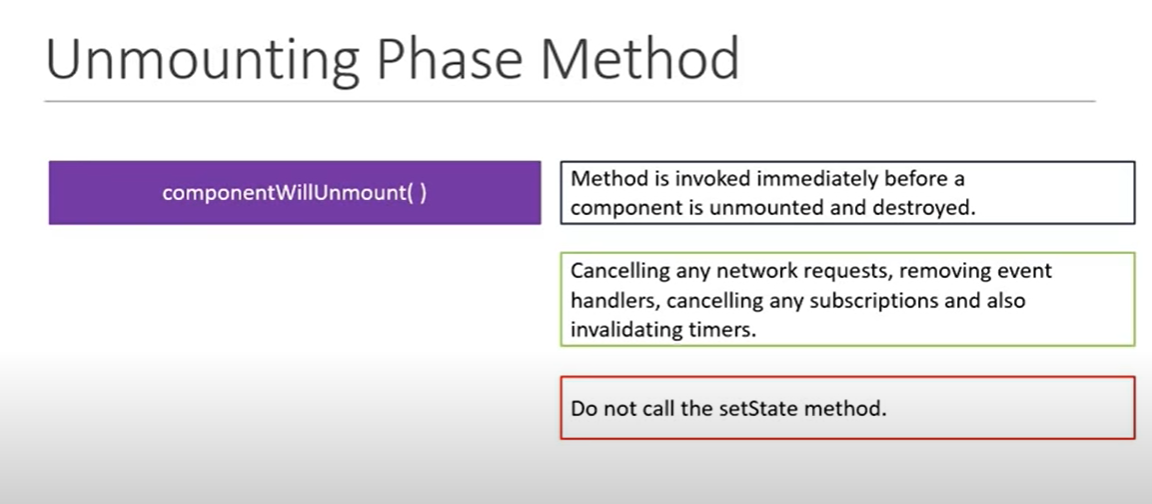 Unmounting Phase Method
componentWillUnmount( )
Method is invoked immediately before a
component is unmounted and destroyed.
Cancelling any network requests, removing event
handlers, cancelling any subscriptions and also
invalidating timers.
Do not call the setState method.